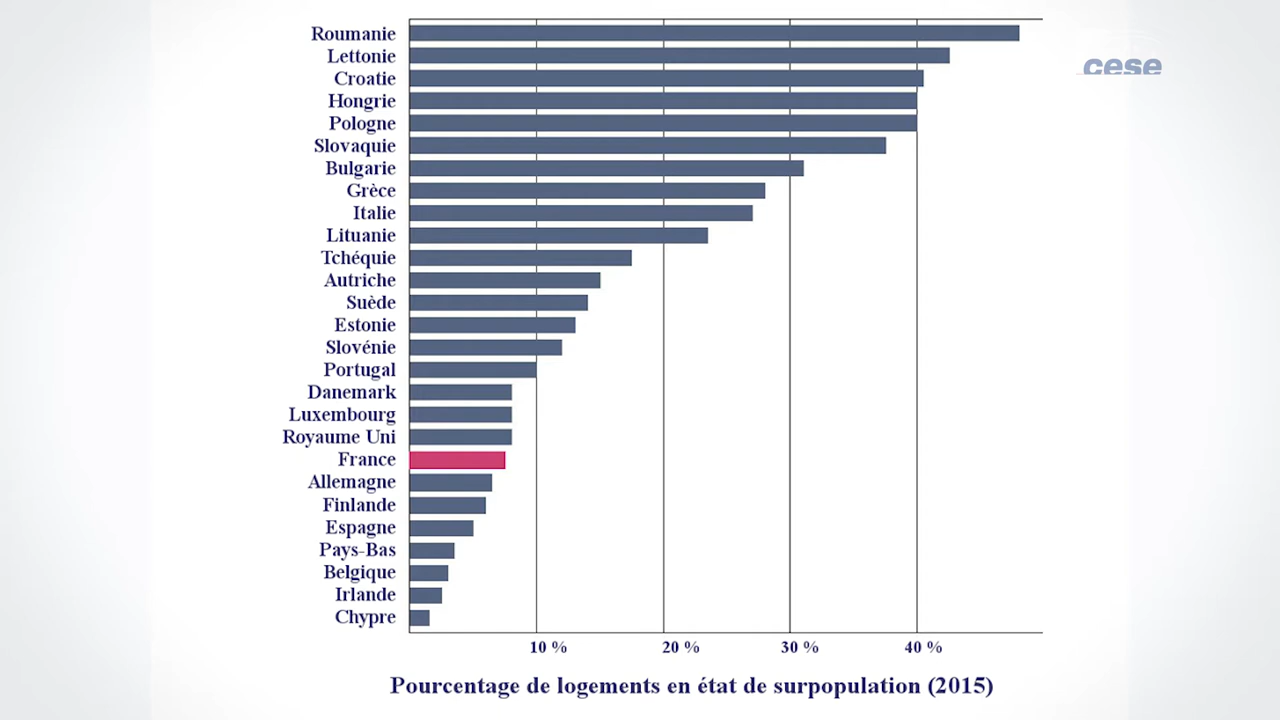 Roumanie
cese
Lettonie
Croatie
Hongrie
Pologne
Slovaquie
Bulgarie
Grèce
Italie
Lituanie
Tchéquie
Autriche
Suède
Estonie
Slovénie
Portugal
Danemark
Luxembourg
Royaume Uni
France
Allemagne
Finlande
Espagne
Pays-Bas
Belgique
Irlande
Chypre
10 % 20 % 30 % 40 %
Pourcentage de logements en état de surpopulation (2015)